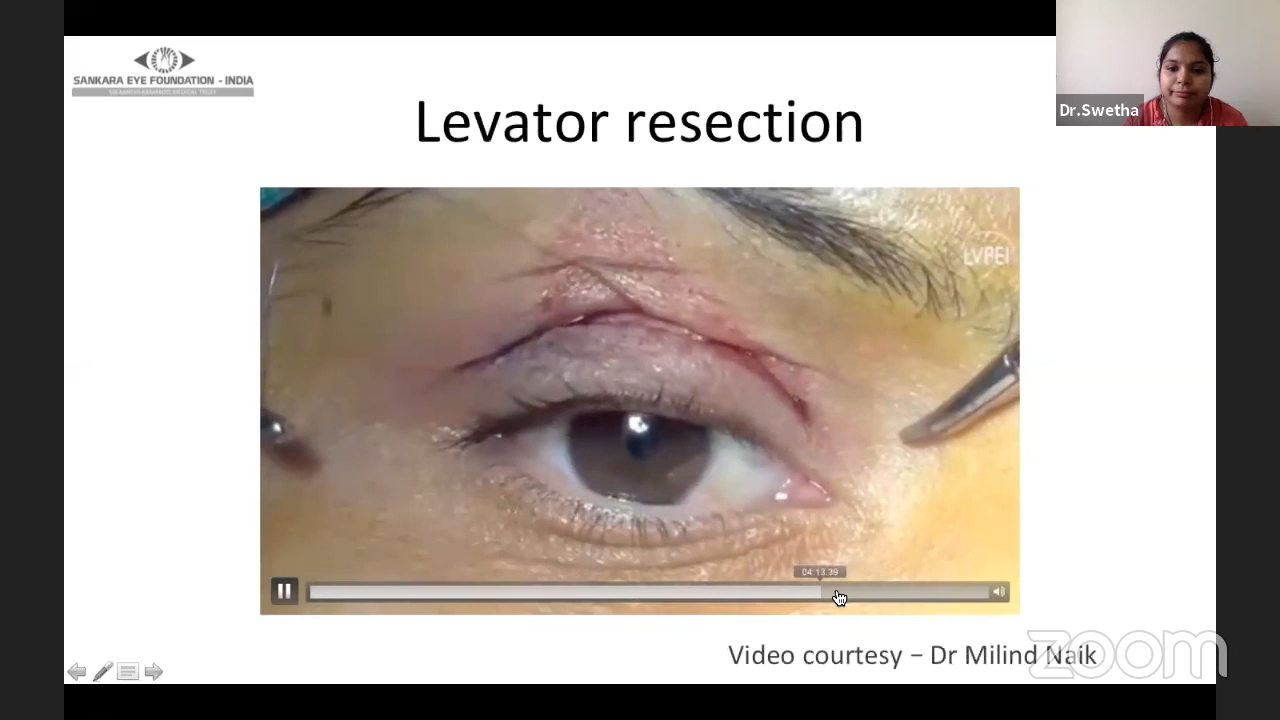 SANKARA EYE FOUNDATION - INDIA
Levator resection
Dr.Swetha
LVPEI
04:13.39
Video courtesy – Dr Milind Naik
zoom